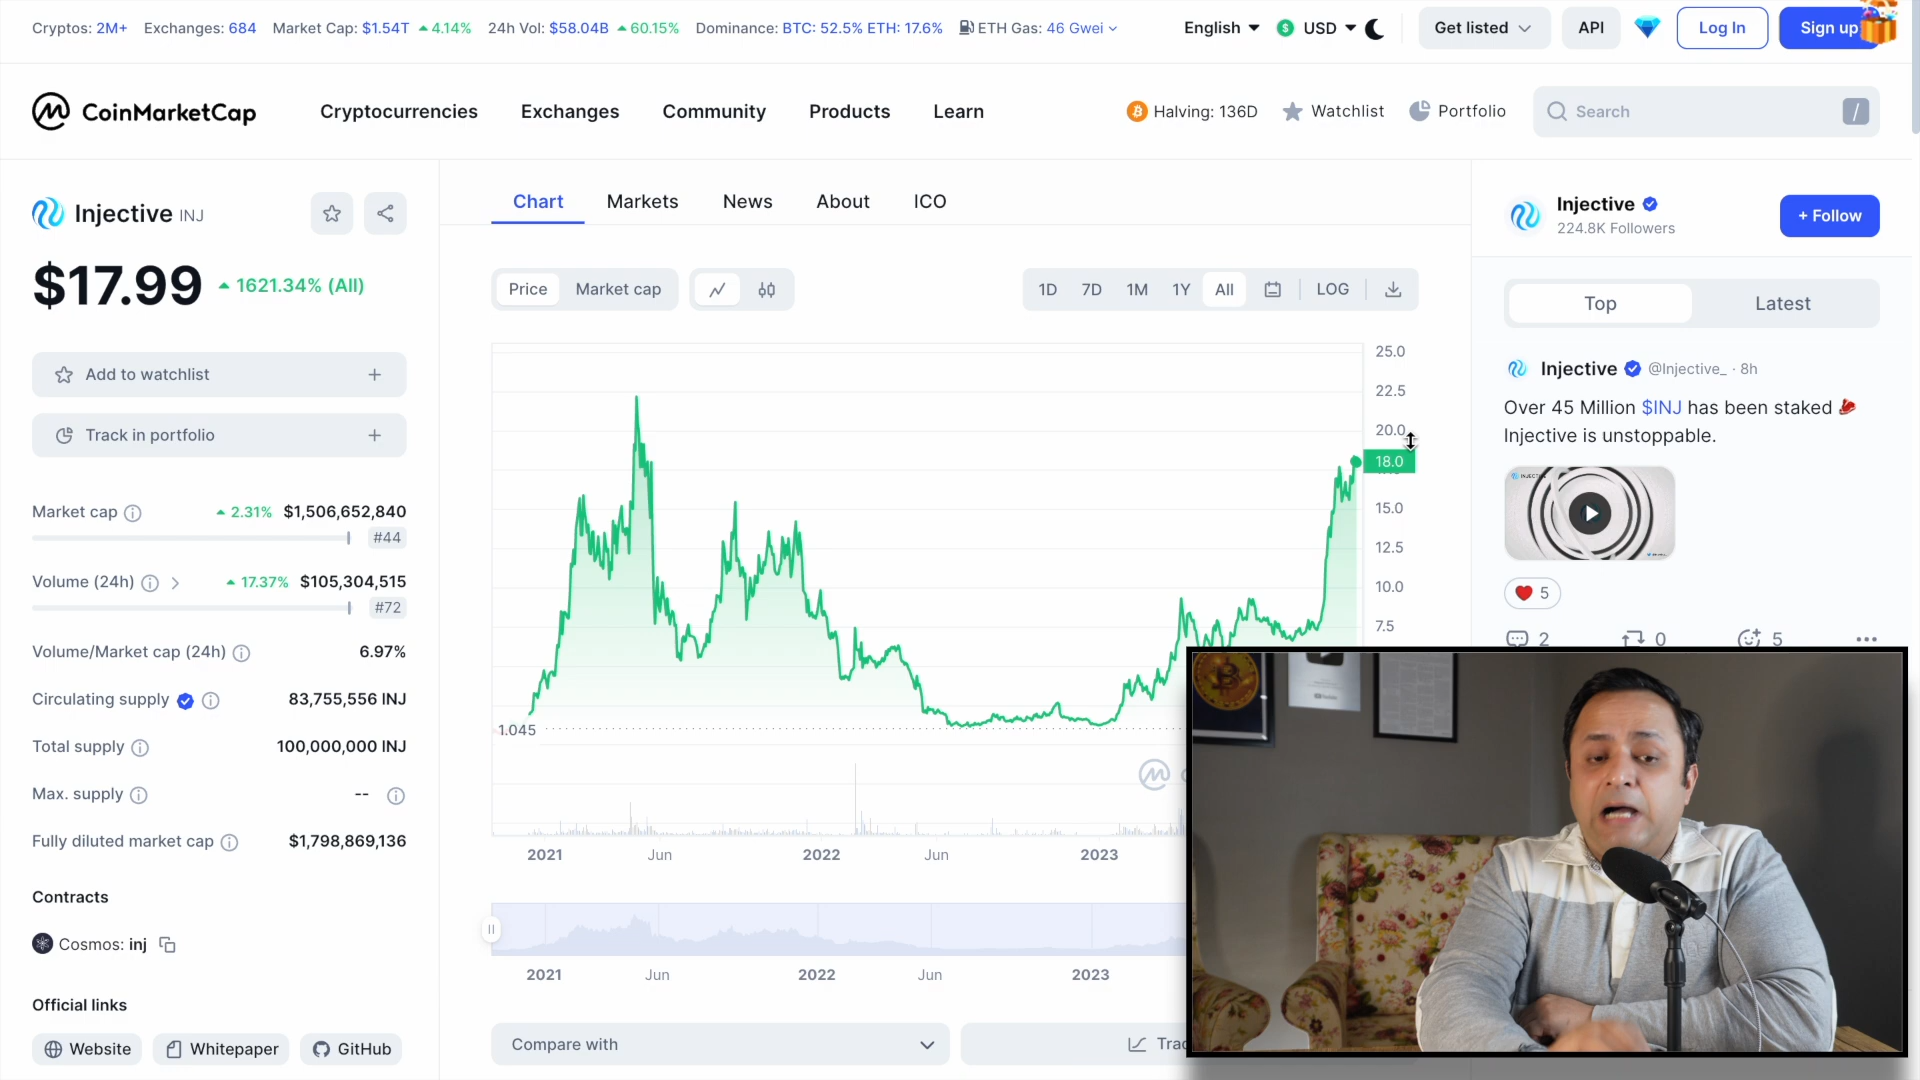 Cryptos: 2M+ Exchanges: 684 Market Cap: $1.54T 4.14% 24h Vol: $58.04B 60.15% Dominance: BTC: 52.5% ETH: 17.6% ETH Gas: 46 Gwei
English USD Get listed API Log In Sign up
CoinMarketCap Cryptocurrencies Exchanges Community Products Learn Halving: 136D Watchlist Portfolio Search /
Injective INJ
$17.99 1621.34% (All)
Add to watchlist +
Track in portfolio +
Market cap 2.31% $1,506,652,840
#44
Volume (24h) 17.37% $105,304,515
#72
Volume/Market cap (24h) 6.97%
Circulating supply 83,755,556 INJ
Total supply 100,000,000 INJ
Max. supply --
Fully diluted market cap $1,798,869,136
Contracts
Cosmos: inj
Official links
Website Whitepaper GitHub
Chart Markets News About ICO
Price Market cap 1D 7D 1M 1Y All LOG
25.0
22.5
20.0
18.0
15.0
12.5
10.0
7.5
1.045
2021 Jun 2022 Jun 2023
2021 Jun 2022 Jun 2023
Compare with
Injective
224.8K Followers
+ Follow
Top Latest
Injective @Injective_ · 8h
Over 45 Million $INJ has been staked
Injective is unstoppable.
5
2 0 5